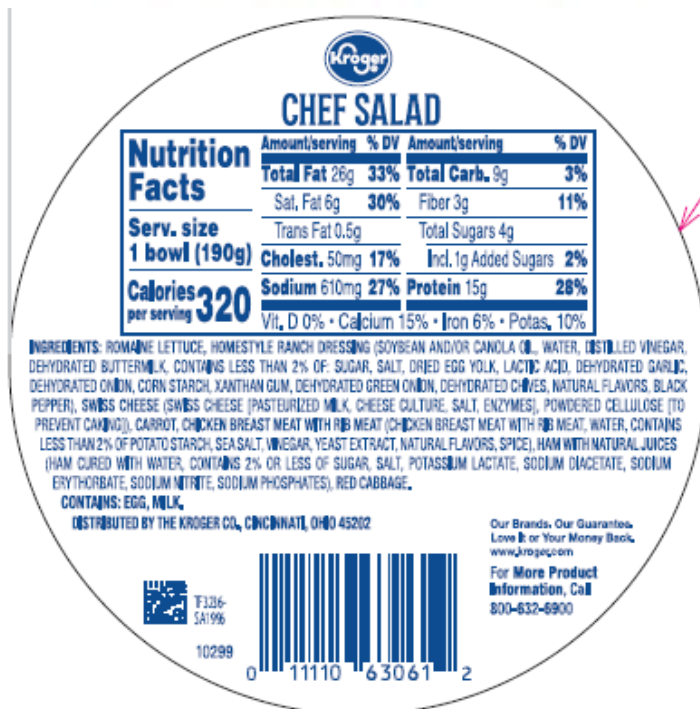 Kroger
CHEF SALAD
Nutrition
Facts
Serv. size
1 bowl (190g)
Calories 320
per serving
Amount/serving % DV
Total Fat 26g 33%
Sat. Fat 6g 30%
Trans Fat 0.5g
Cholest. 50mg 17%
Sodium 610mg 27%
Amount/serving % DV
Total Carb. 9g 3%
Fiber 3g 11%
Total Sugars 4g
Incl. 1g Added Sugars 2%
Protein 15g 28%
Vit. D 0% • Calcium 15% • Iron 6% • Potas. 10%
INGREDIENTS: ROMAINE LETTUCE, HOMESTYLE RANCH DRESSING (SOYBEAN AND/OR CANOLA OIL, WATER, DISTILLED VINEGAR,
DEHYDRATED BUTTERMILK, CONTAINS LESS THAN 2% OF: SUGAR, SALT, DRIED EGG YOLK, LACTIC ACID, DEHYDRATED GARLIC,
DEHYDRATED ONION, CORN STARCH, XANTHAN GUM, DEHYDRATED GREEN ONION, DEHYDRATED CHIVES, NATURAL FLAVORS, BLACK
PEPPER), SWISS CHEESE (SWISS CHEESE [PASTEURIZED MILK, CHEESE CULTURE, SALT, ENZYMES], POWDERED CELLULOSE [TO
PREVENT CAKING]), CARROT, CHICKEN BREAST MEAT WITH RIB MEAT (CHICKEN BREAST MEAT WITH RIB MEAT, WATER, CONTAINS
LESS THAN 2% OF POTATO STARCH, SEA SALT, VINEGAR, YEAST EXTRACT, NATURAL FLAVORS, SPICE), HAM WITH NATURAL JUICES
(HAM CURED WITH WATER, CONTAINS 2% OR LESS OF SUGAR, SALT, POTASSIUM LACTATE, SODIUM DIACETATE, SODIUM
ERYTHORBATE, SODIUM NITRITE, SODIUM PHOSPHATES), RED CABBAGE.
CONTAINS: EGG, MILK.
DISTRIBUTED BY THE KROGER CO., CINCINNATI, OHIO 45202
Our Brands. Our Guarantee.
Love It or Your Money Back.
www.kroger.com
For More Product
Information, Call
800-632-6900
TF3236-
SA1996
10299
0 11110 63061 2